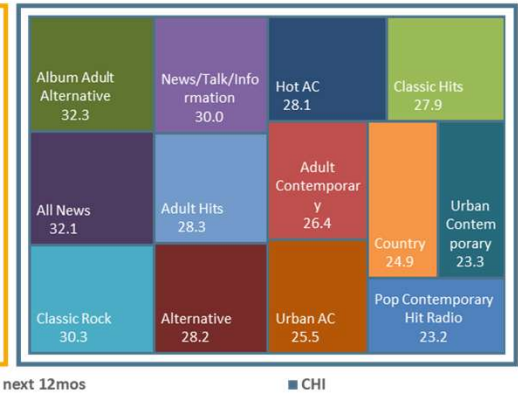 Album Adult
Alternative
32.3
News/Talk/Info
rmation
30.0
Hot AC
28.1
Classic Hits
27.9
All News
32.1
Adult Hits
28.3
Adult
Contemporar
y
26.4
Country
24.9
Urban
Contem
porary
23.3
Classic Rock
30.3
Alternative
28.2
Urban AC
25.5
Pop Contemporary
Hit Radio
23.2
next 12mos
CHI